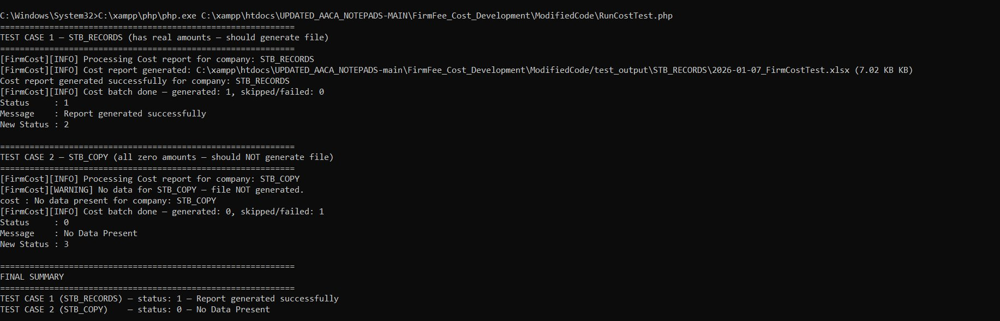 C:\Windows\System32>C:\xampp\php\php.exe C:\xampp\htdocs\UPDATED_AACA_NOTEPADS-MAIN\FirmFee_Cost_Development\ModifiedCode\RunCostTest.php
============================================================
TEST CASE 1 — STB_RECORDS (has real amounts — should generate file)
============================================================
[FirmCost][INFO] Processing Cost report for company: STB_RECORDS
[FirmCost][INFO] Cost report generated: C:\xampp\htdocs\UPDATED_AACA_NOTEPADS-main\FirmFee_Cost_Development\ModifiedCode/test_output\STB_RECORDS\2026-01-07_FirmCostTest.xlsx (7.02 KB KB)
Cost report generated successfully for company: STB_RECORDS
[FirmCost][INFO] Cost batch done — generated: 1, skipped/failed: 0
Status     : 1
Message    : Report generated successfully
New Status : 2

============================================================
TEST CASE 2 — STB_COPY (all zero amounts — should NOT generate file)
============================================================
[FirmCost][INFO] Processing Cost report for company: STB_COPY
[FirmCost][WARNING] No data for STB_COPY — file NOT generated.
cost : No data present for company: STB_COPY
[FirmCost][INFO] Cost batch done — generated: 0, skipped/failed: 1
Status     : 0
Message    : No Data Present
New Status : 3

============================================================
FINAL SUMMARY
============================================================
TEST CASE 1 (STB_RECORDS) — status: 1 — Report generated successfully
TEST CASE 2 (STB_COPY)    — status: 0 — No Data Present